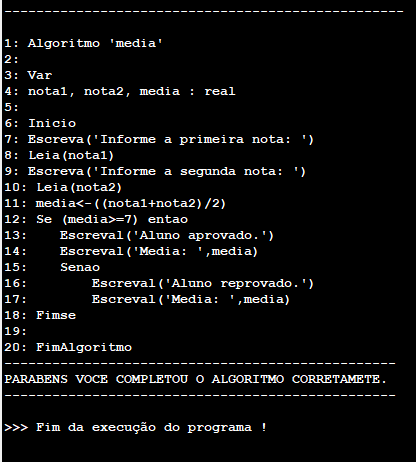 --------------------------------------------------
1: Algoritmo 'media'
2:
3: Var
4: nota1, nota2, media : real
5:
6: Inicio
7: Escreva('Informe a primeira nota: ')
8: Leia(nota1)
9: Escreva('Informe a segunda nota: ')
10: Leia(nota2)
11: media<-((nota1+nota2)/2)
12: Se (media>=7) entao
13:    Escreval('Aluno aprovado.')
14:    Escreval('Media: ',media)
15:    Senao
16:        Escreval('Aluno reprovado.')
17:        Escreval('Media: ',media)
18: Fimse
19:
20: FimAlgoritmo
-------------------------------------------------
PARABENS VOCE COMPLETOU O ALGORITMO CORRETAMETE.
-------------------------------------------------
>>> Fim da execução do programa !